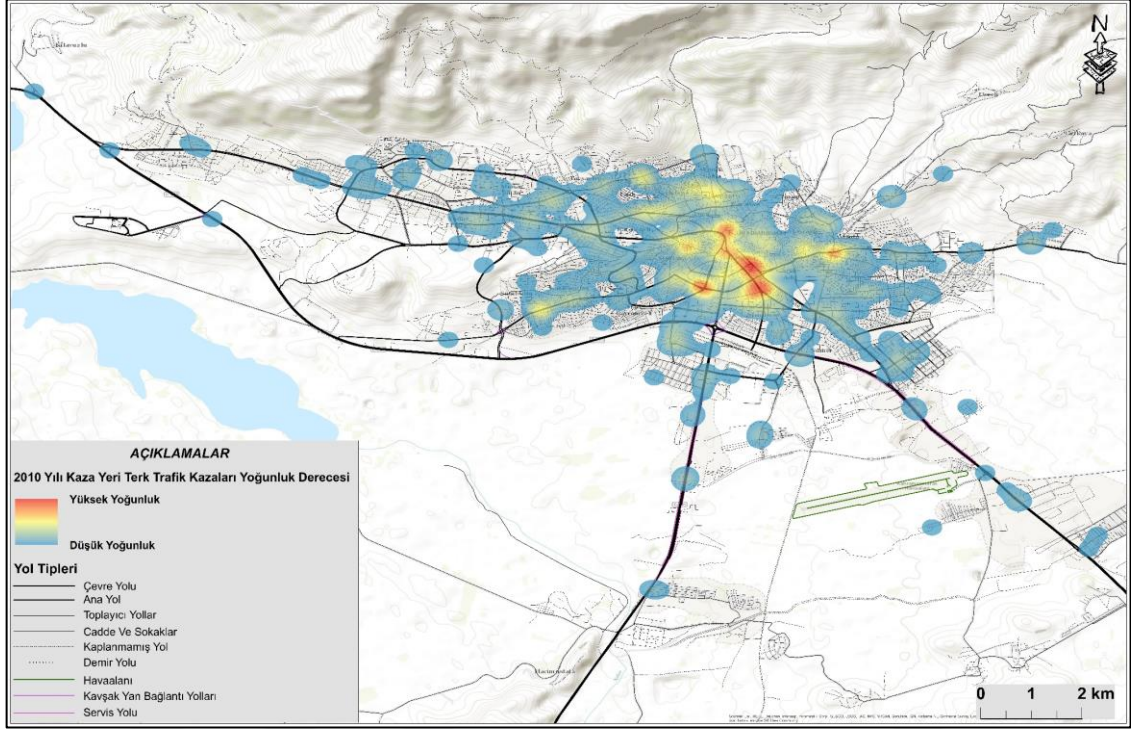 N
AÇIKLAMALAR
2010 Yılı Kaza Yeri Terk Trafik Kazaları Yoğunluk Derecesi
Yüksek Yoğunluk
Düşük Yoğunluk
Yol Tipleri
Çevre Yolu
Ana Yol
Toplayıcı Yollar
Cadde Ve Sokaklar
Kaplanmamış Yol
Demir Yolu
Havaalanı
Kavşak Yan Bağlantı Yolları
Servis Yolu
0 1 2 km